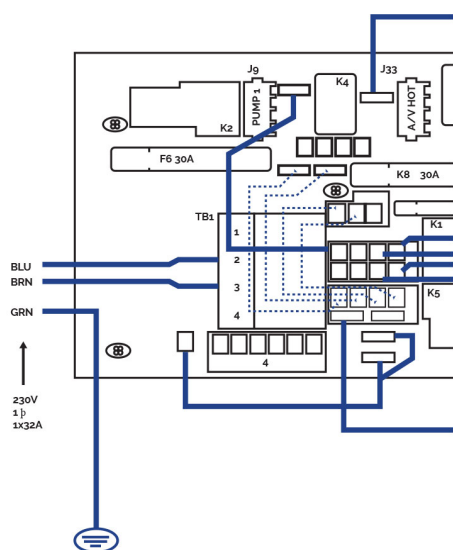 J9
PUMP 1
K4
J33
A/V HOT
K2
F6 30A
K8 30A
TB1
1
2
3
4
K1
K5
BLU
BRN
GRN
4
230V
1 þ
1x32A